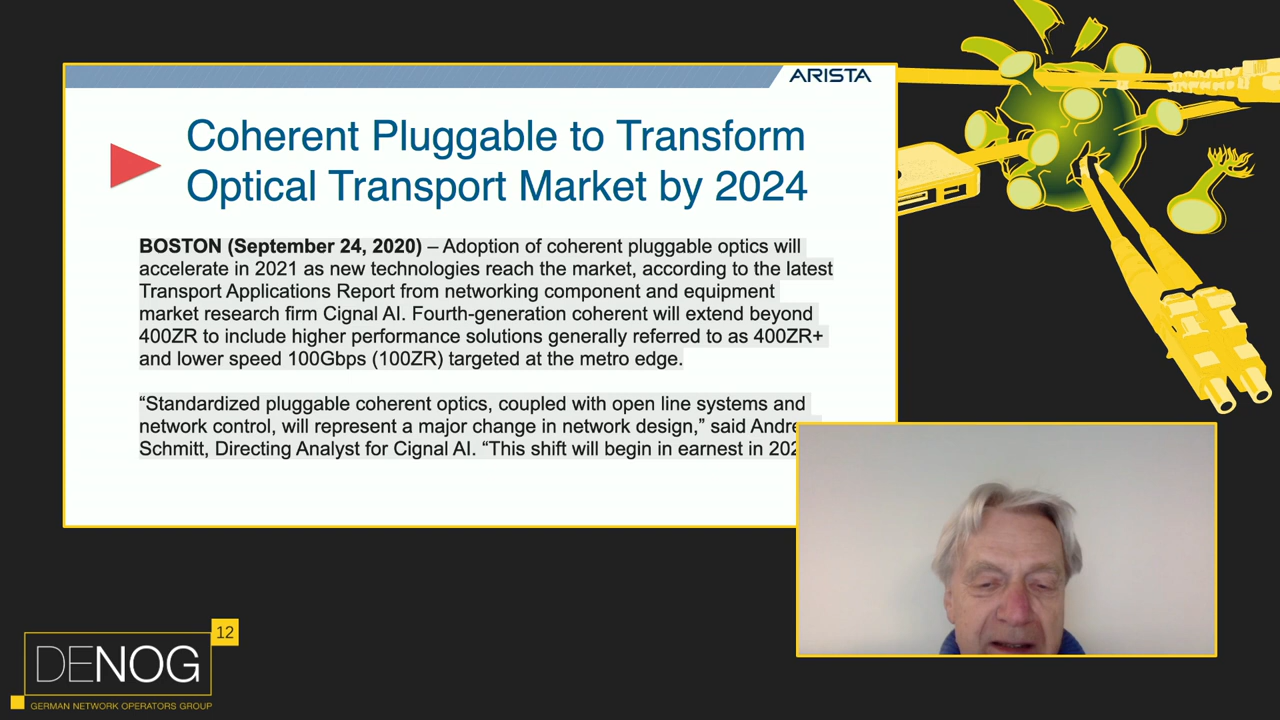 ARISTA
Coherent Pluggable to Transform
Optical Transport Market by 2024
BOSTON (September 24, 2020) – Adoption of coherent pluggable optics will
accelerate in 2021 as new technologies reach the market, according to the latest
Transport Applications Report from networking component and equipment
market research firm Cignal AI. Fourth-generation coherent will extend beyond
400ZR to include higher performance solutions generally referred to as 400ZR+
and lower speed 100Gbps (100ZR) targeted at the metro edge.
“Standardized pluggable coherent optics, coupled with open line systems and
network control, will represent a major change in network design,” said
Schmitt, Directing Analyst for Cignal AI. “This shift will begin in earnest in
12
DENOG
GERMAN NETWORK OPERATORS GROUP